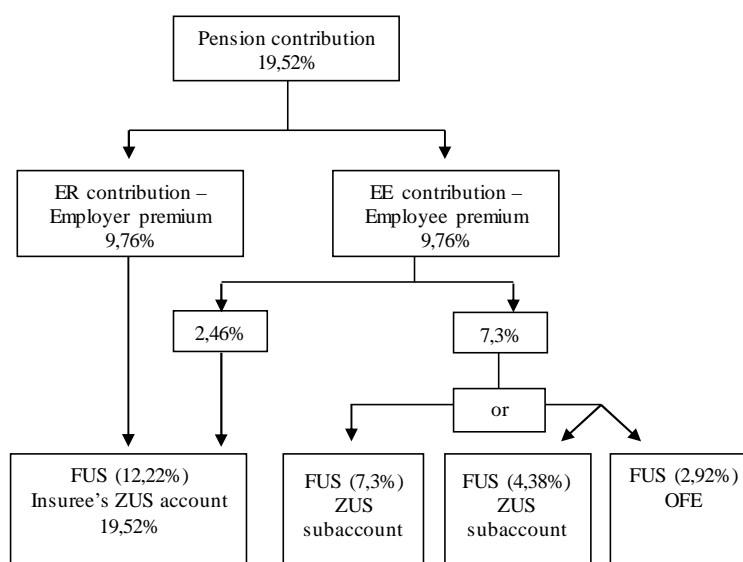 Pension contribution
19,52%
ER contribution –
Employer premium
9,76%
EE contribution –
Employee premium
9,76%
2,46%
7,3%
or
FUS (12,22%)
Insuree's ZUS account
19,52%
FUS (7,3%)
ZUS
subaccount
FUS (4,38%)
ZUS
subaccount
FUS (2,92%)
OFE